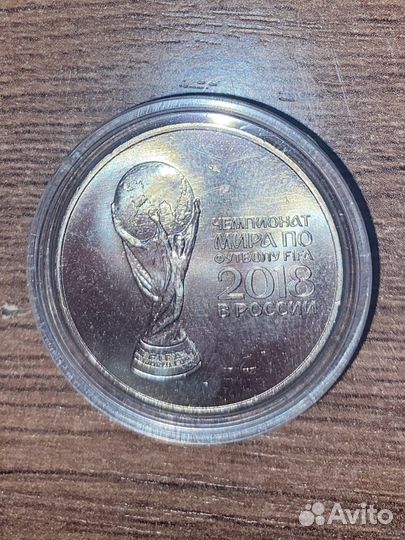 ЧЕМПИОНАТ
МИРА ПО
ФУТБОЛУ FIFA
2018
В РОССИИ
Avito